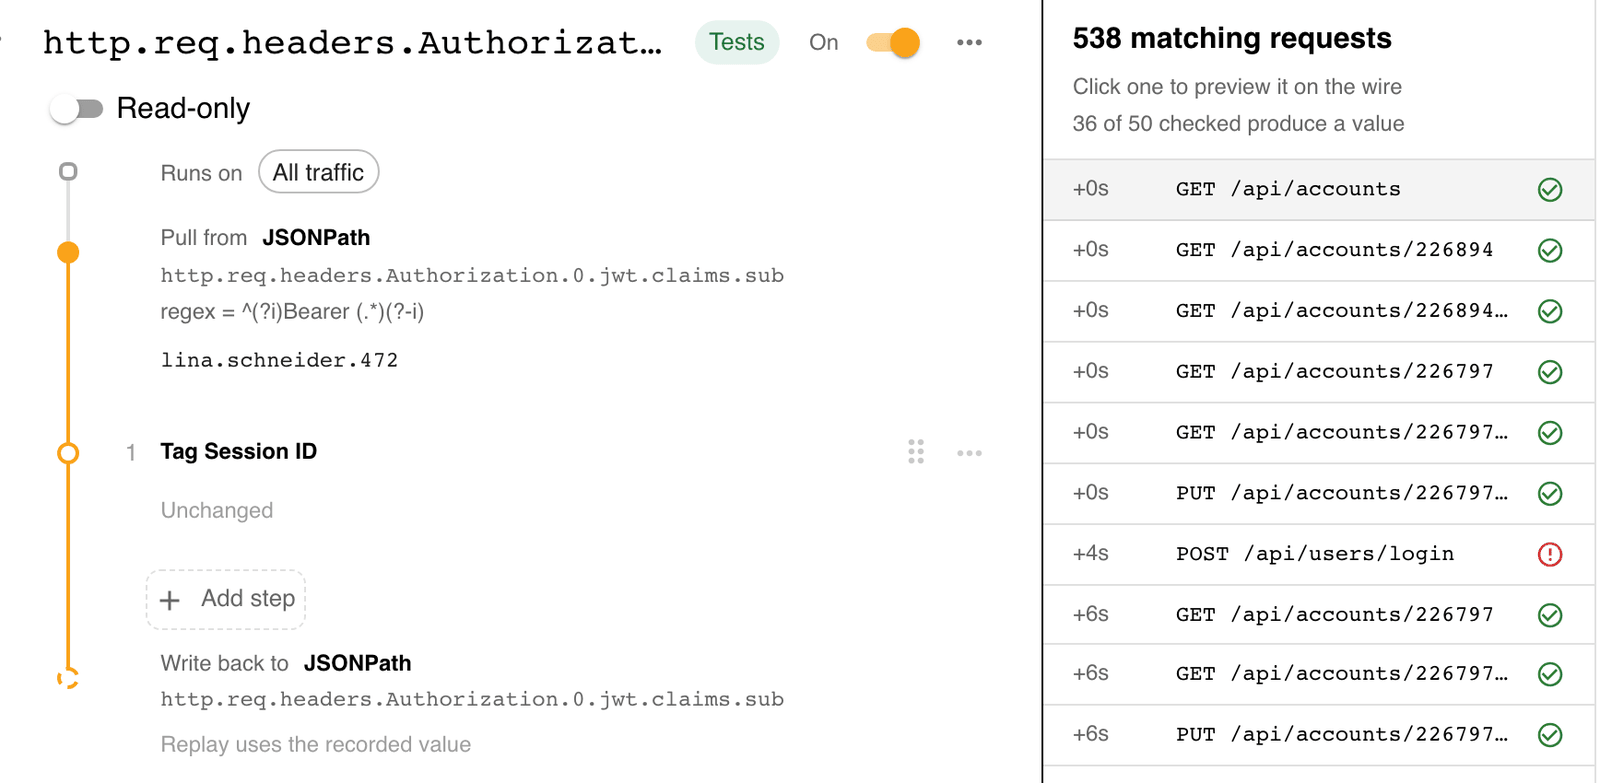 http.req.headers.Authorizat…
Tests
On
Read-only
Runs on All traffic
Pull from JSONPath
http.req.headers.Authorization.0.jwt.claims.sub
regex = ^(?i)Bearer (.*)(?-i)
lina.schneider.472
1 Tag Session ID
Unchanged
+ Add step
Write back to JSONPath
http.req.headers.Authorization.0.jwt.claims.sub
Replay uses the recorded value
538 matching requests
Click one to preview it on the wire
36 of 50 checked produce a value
+0s GET /api/accounts
+0s GET /api/accounts/226894
+0s GET /api/accounts/226894…
+0s GET /api/accounts/226797
+0s GET /api/accounts/226797…
+0s PUT /api/accounts/226797…
+4s POST /api/users/login
+6s GET /api/accounts/226797
+6s GET /api/accounts/226797…
+6s PUT /api/accounts/226797…